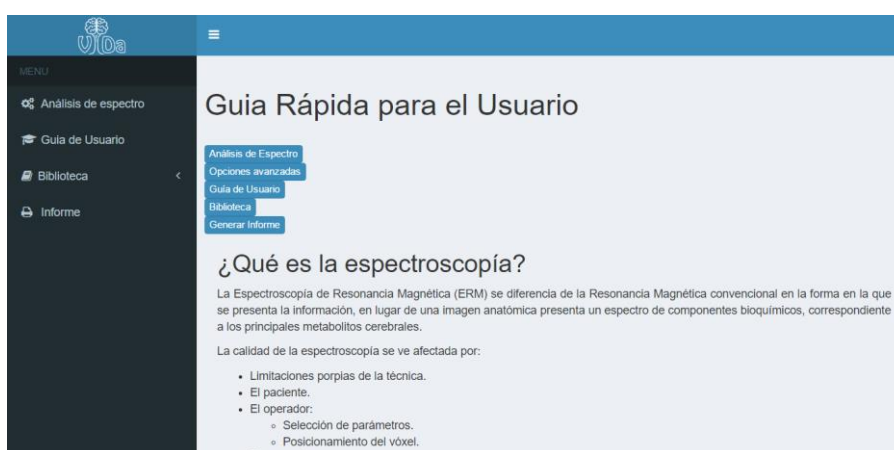 VIDa
MENU
Análisis de espectro
Guia de Usuario
Biblioteca
Informe
Guia Rápida para el Usuario
Análisis de Espectro
Opciones avanzadas
Guía de Usuario
Biblioteca
Generar Informe
¿Qué es la espectroscopía?
La Espectroscopía de Resonancia Magnética (ERM) se diferencia de la Resonancia Magnética convencional en la forma en la que
se presenta la información, en lugar de una imagen anatómica presenta un espectro de componentes bioquímicos, correspondiente
a los principales metabolitos cerebrales.
La calidad de la espectroscopía se ve afectada por:
Limitaciones porpias de la técnica.
El paciente.
El operador:
Selección de parámetros.
Posicionamiento del vóxel.